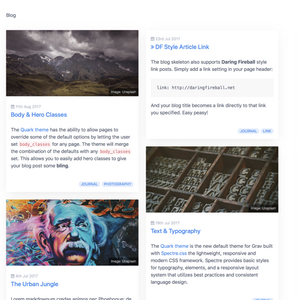 Blog
Image: Unsplash
11th Aug 2017
Body & Hero Classes
The Quark theme has the ability to allow pages to
override some of the default options by letting the user
set body_classes for any page. The theme will merge
the combination of the defaults with any body_classes
set. This allows you to easily add hero classes to give
your blog post some bling.
JOURNAL
PHOTOGRAPHY
Image: Unsplash
The Urban Jungle
23rd Jul 2017
» DF Style Article Link
The blog skeleton also supports Daring Fireball style
link posts. Simply add a link setting in your page header:
link: http://daringfireball.net
And your blog title becomes a link directly to that link
you specified. Easy peasy!
JOURNAL
LINK
Image: Unsplash
19th Jul 2017
Text & Typography
The Quark theme is the new default theme for Grav built
with Spectre.css the lightweight, responsive and
modern CSS framework. Spectre provides basic styles
for typography, elements, and a responsive layout
system that utilizes best practices and consistent
language design.